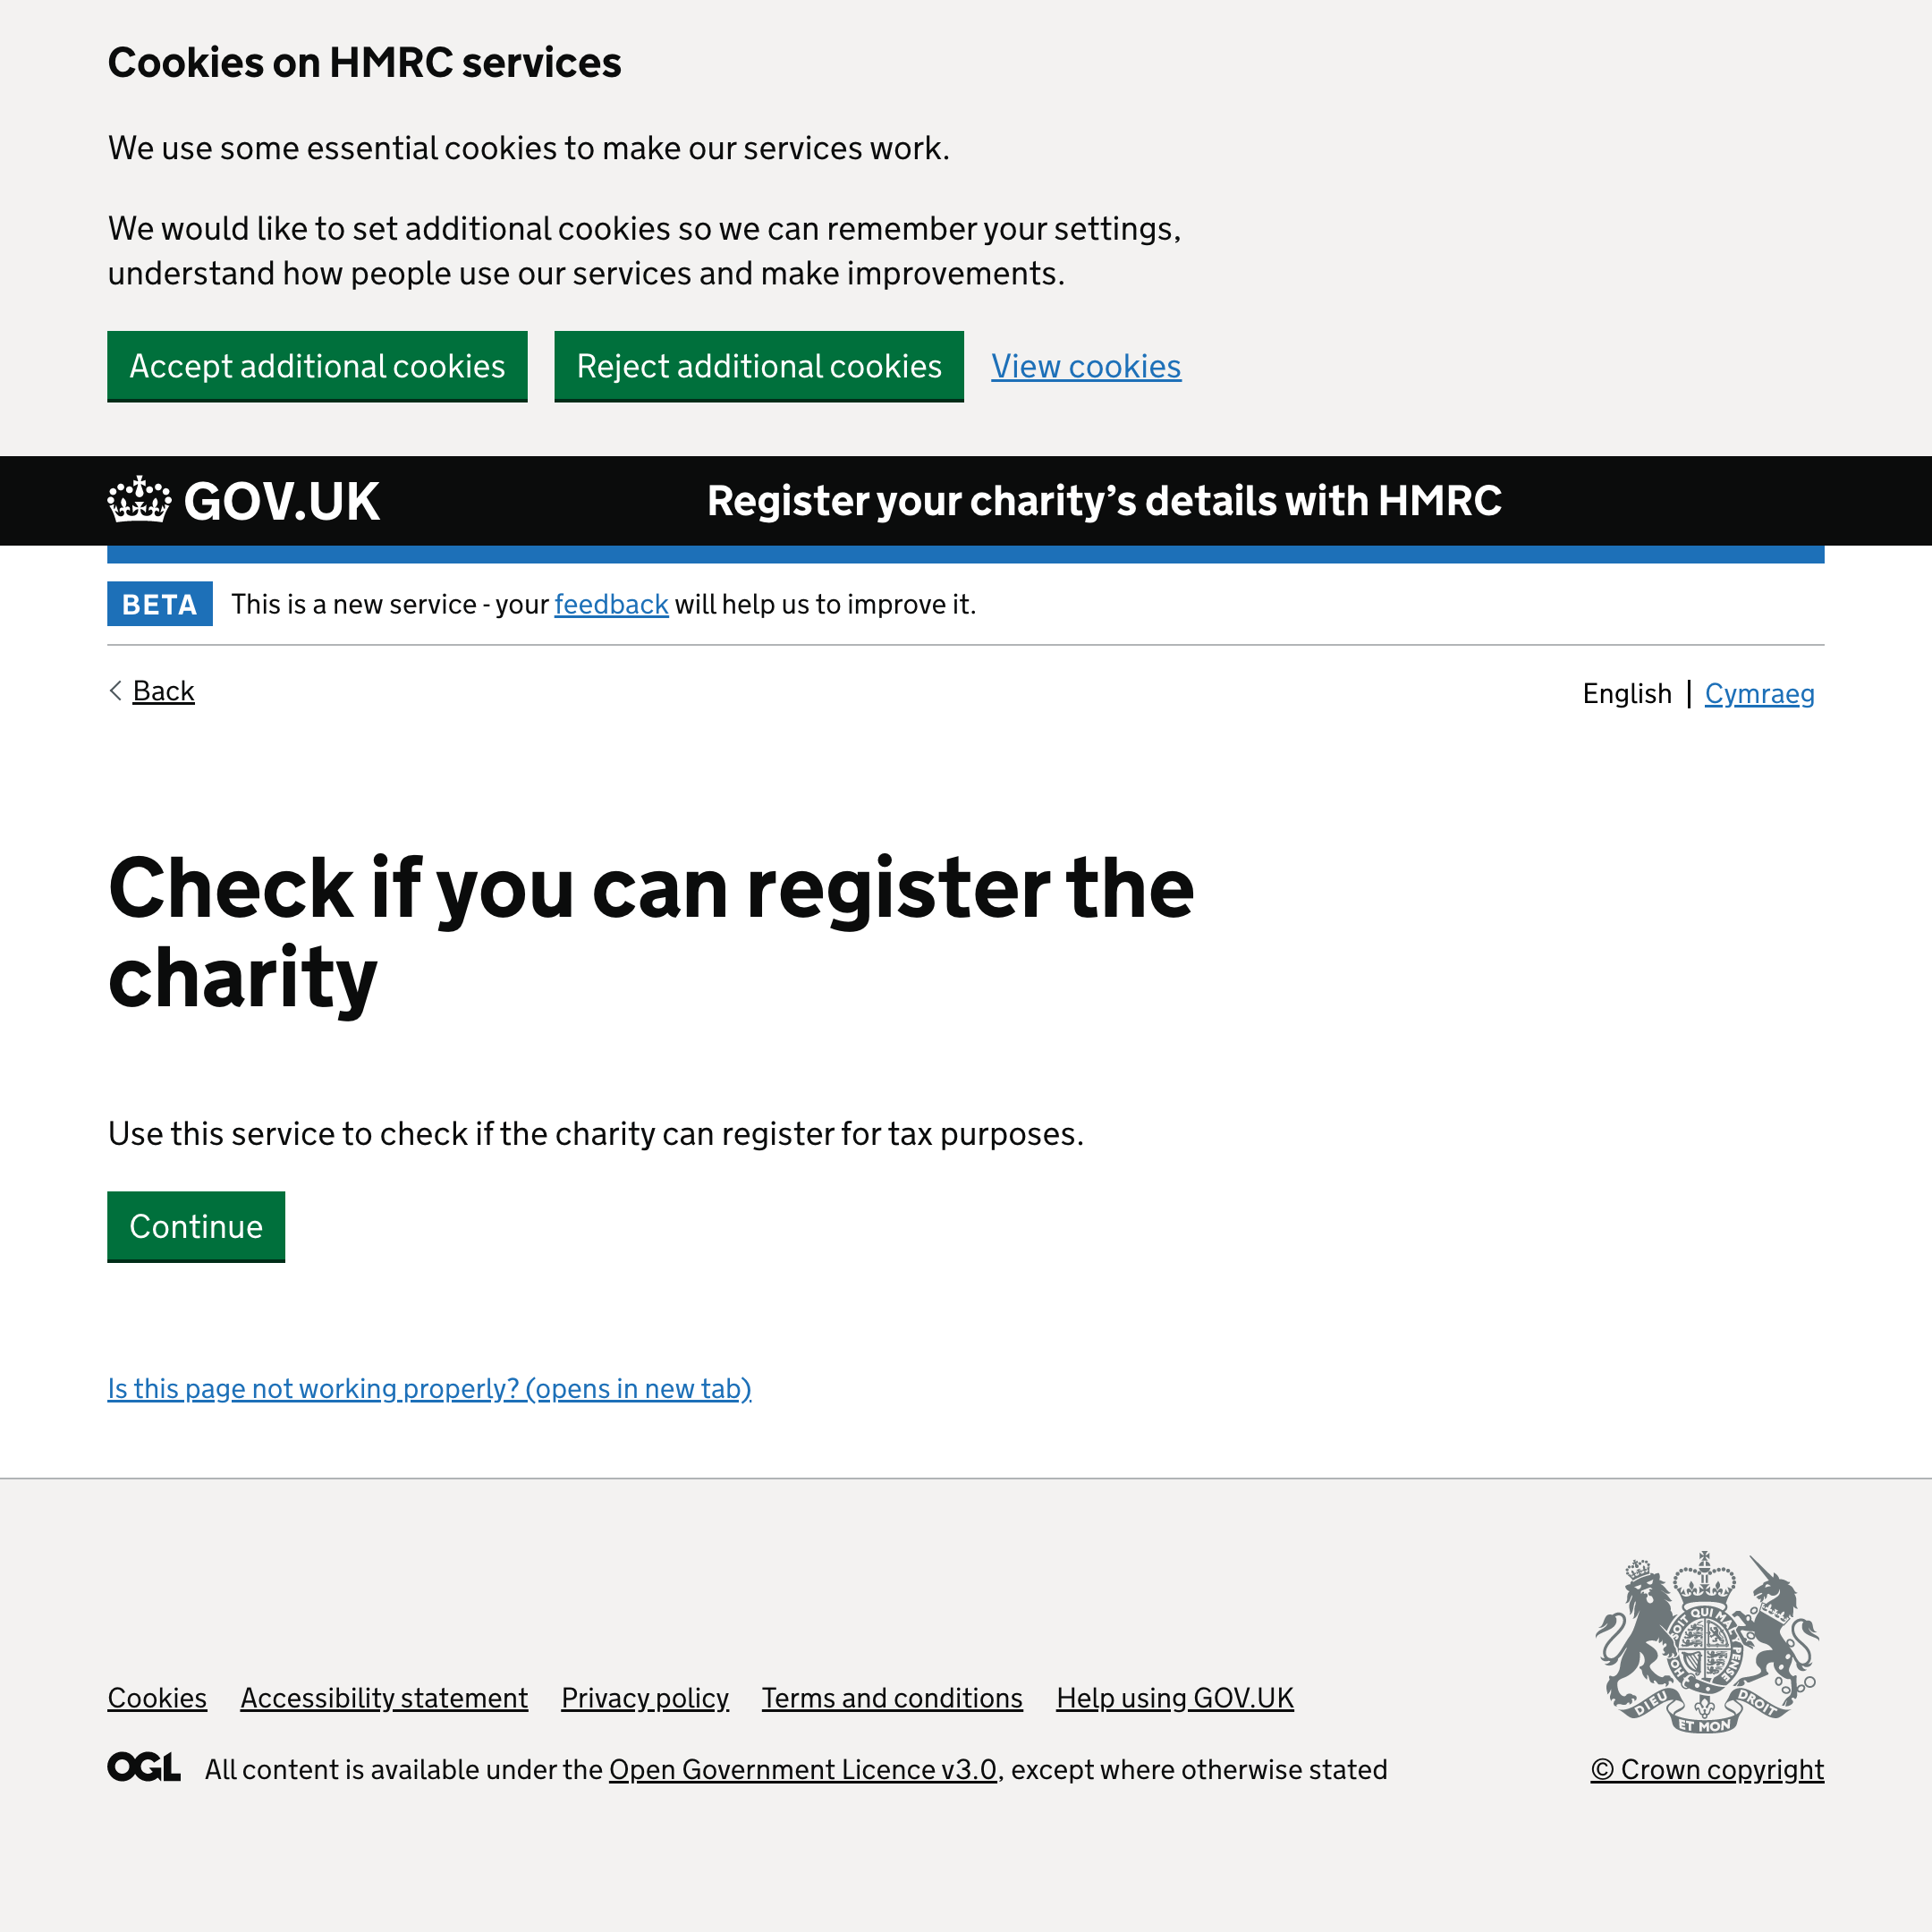 Cookies on HMRC services
We use some essential cookies to make our services work.
We would like to set additional cookies so we can remember your settings,
understand how people use our services and make improvements.
Accept additional cookies Reject additional cookies View cookies
GOV.UK Register your charity’s details with HMRC
BETA This is a new service - your feedback will help us to improve it.
Back English | Cymraeg
Check if you can register the
charity
Use this service to check if the charity can register for tax purposes.
Continue
Is this page not working properly? (opens in new tab)
SOIT QUI MAL Y PENSE
HO
DIEU ET MON DROIT
Cookies Accessibility statement Privacy policy Terms and conditions Help using GOV.UK
OGL All content is available under the Open Government Licence v3.0, except where otherwise stated © Crown copyright